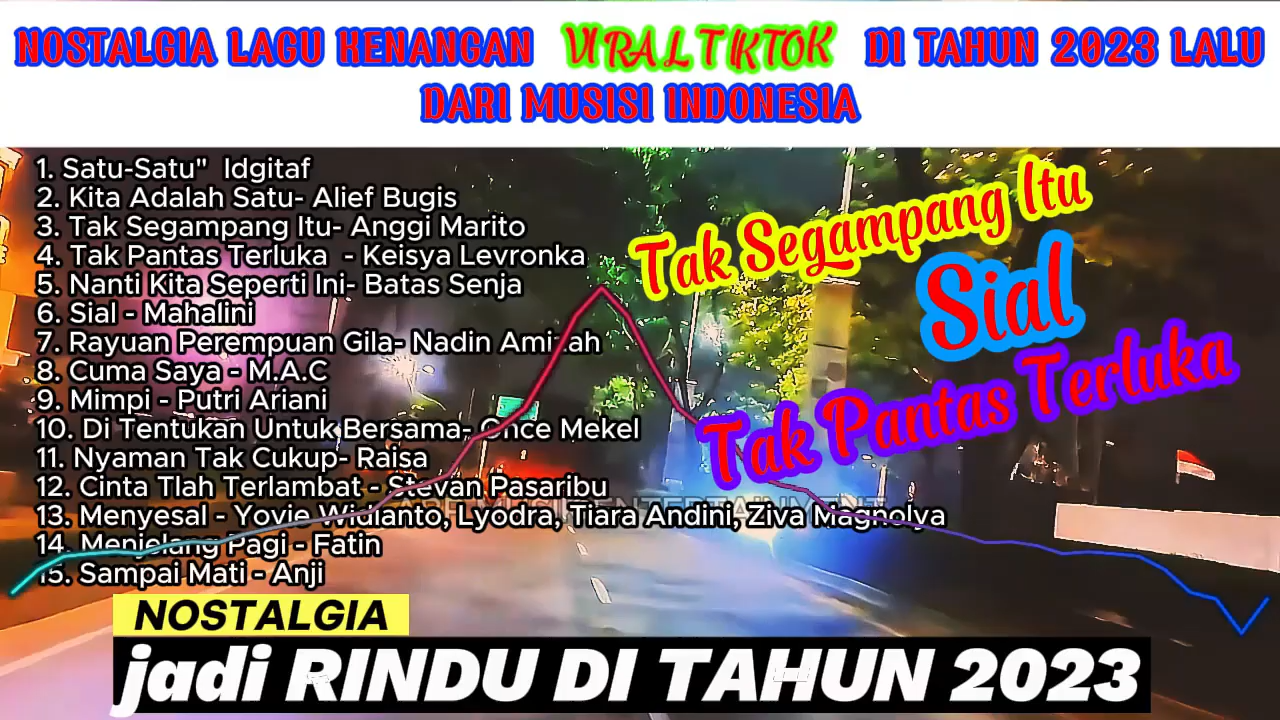 NOSTALGIA LAGU KENANGAN VIRAL TIKTOK DI TAHUN 2023 LALU
DARI MUSISI INDONESIA
1. Satu-Satu" Idgitaf
2. Kita Adalah Satu- Alief Bugis
3. Tak Segampang Itu- Anggi Marito
4. Tak Pantas Terluka - Keisya Levronka
5. Nanti Kita Seperti Ini- Batas Senja
6. Sial - Mahalini
7. Rayuan Perempuan Gila- Nadin Amizah
8. Cuma Saya - M.A.C
9. Mimpi - Putri Ariani
10. Di Tentukan Untuk Bersama- Once Mekel
11. Nyaman Tak Cukup- Raisa
12. Cinta Tlah Terlambat - Stevan Pasaribu
13. Menyesal - Yovie Widianto, Lyodra, Tiara Andini, Ziva Magnolya
14. Menjelang Pagi - Fatin
15. Sampai Mati - Anji
Tak Segampang Itu
Sial
Tak Pantas Terluka
ENTERTAINMENT
NOSTALGIA
jadi RINDU DI TAHUN 2023